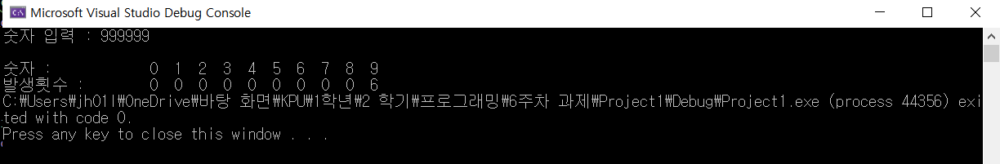 Microsoft Visual Studio Debug Console
숫자 입력 : 999999
숫자 : 0 1 2 3 4 5 6 7 8 9
발생횟수 : 0 0 0 0 0 0 0 0 0 6
C:₩Users₩jh01l₩OneDrive₩바탕 화면₩KPU₩1학년₩2 학기₩프로그래밍₩6주차 과제₩Project1₩Debug₩Project1.exe (process 44356) exi
ted with code 0.
Press any key to close this window . . .